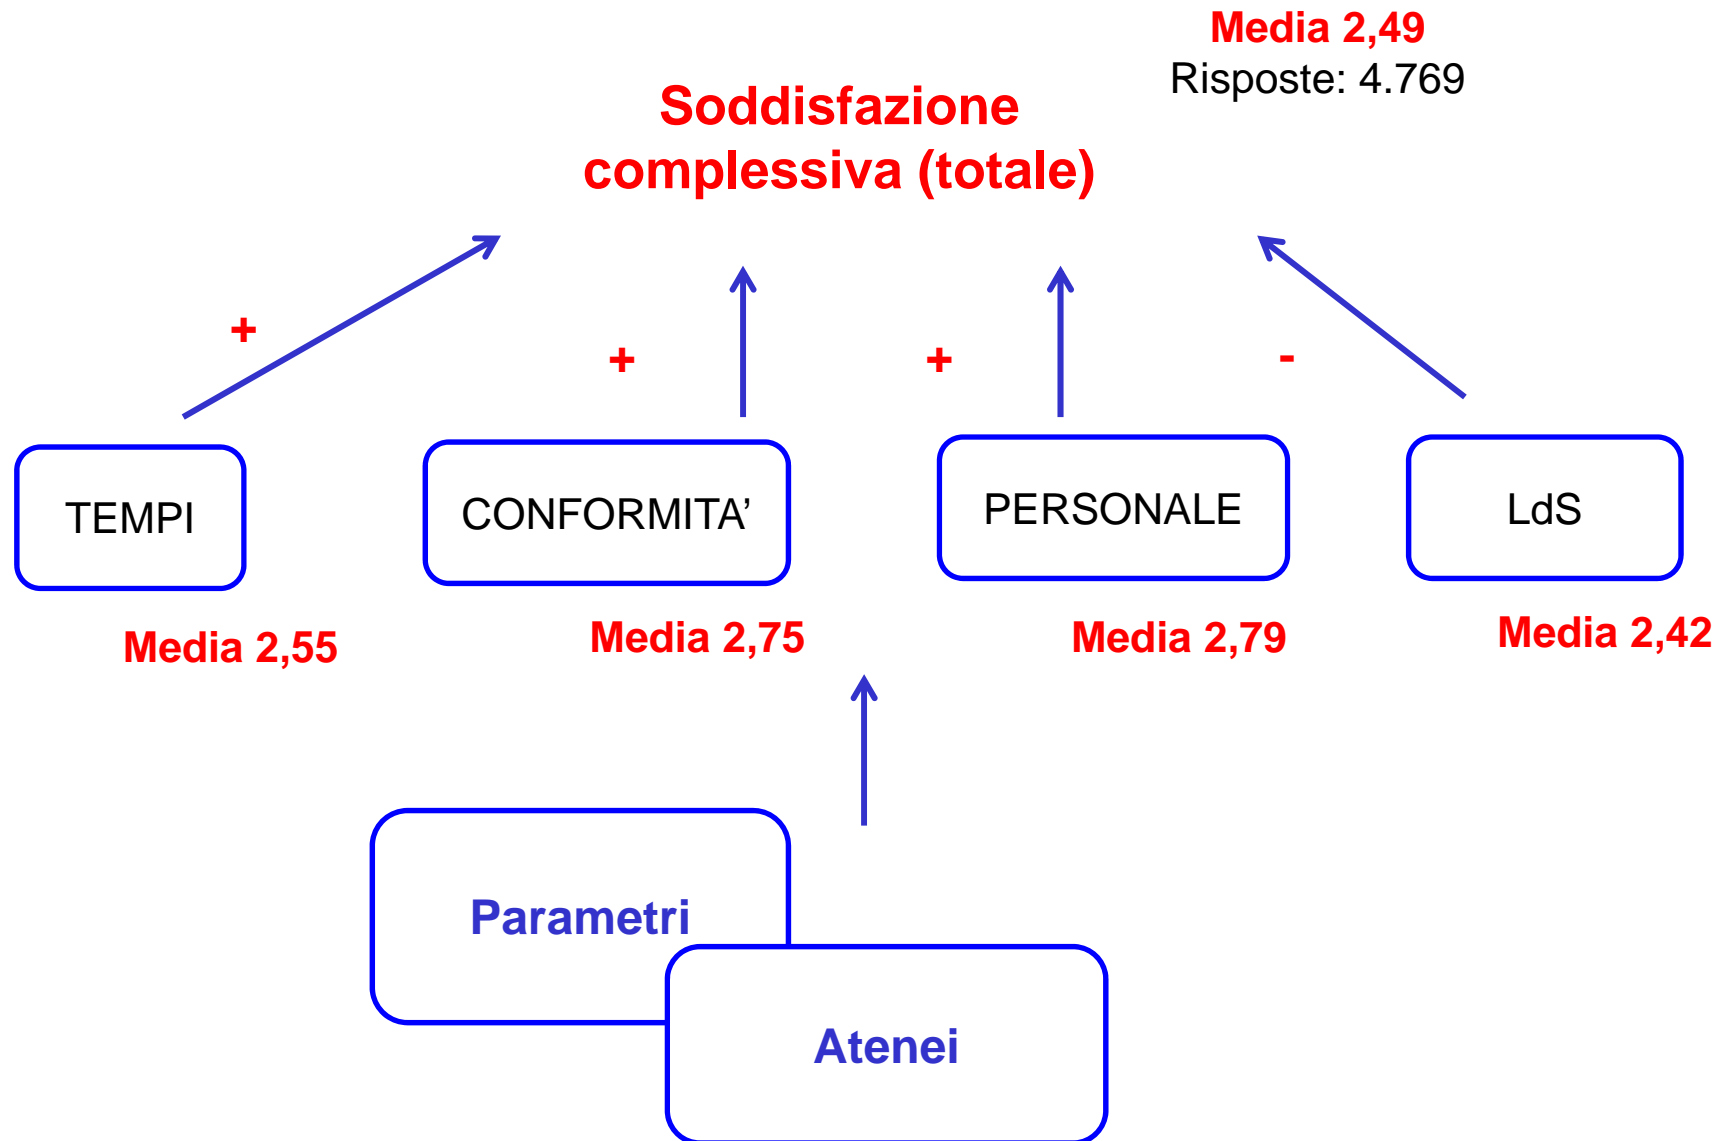 Media 2,49
Risposte: 4.769
Soddisfazione
complessiva (totale)
+
+
+
-
TEMPI
CONFORMITA’
PERSONALE
LdS
Media 2,55
Media 2,75
Media 2,79
Media 2,42
Parametri
Atenei